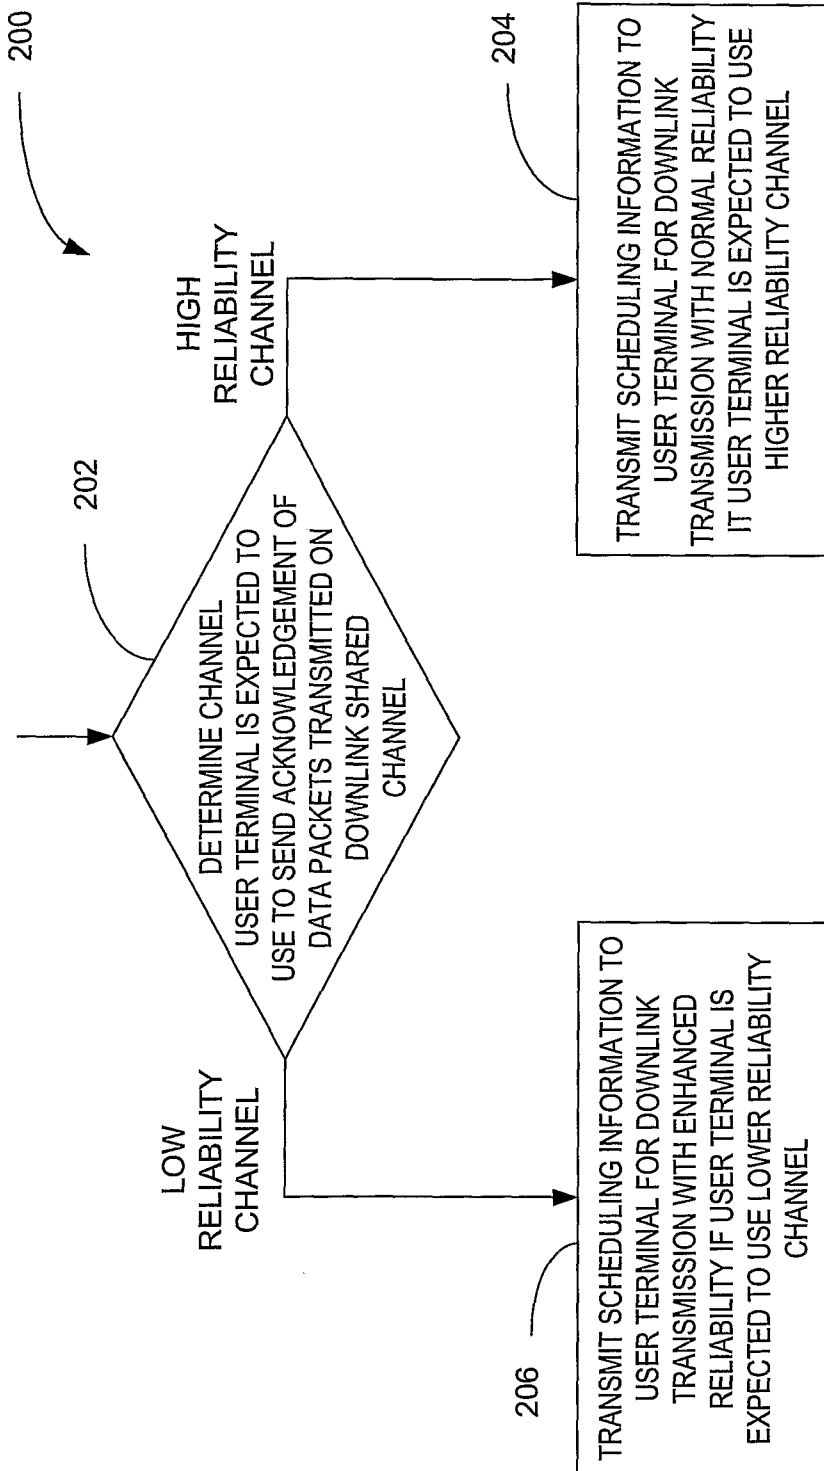 200
202
DETERMINE CHANNEL
USER TERMINAL IS EXPECTED TO
USE TO SEND ACKNOWLEDGEMENT OF
DATA PACKETS TRANSMITTED ON
DOWNLINK SHARED
CHANNEL
LOW
RELIABILITY
CHANNEL
HIGH
RELIABILITY
CHANNEL
206
TRANSMIT SCHEDULING INFORMATION TO
USER TERMINAL FOR DOWNLINK
TRANSMISSION WITH ENHANCED
RELIABILITY IF USER TERMINAL IS
EXPECTED TO USE LOWER RELIABILITY
CHANNEL
204
TRANSMIT SCHEDULING INFORMATION TO
USER TERMINAL FOR DOWNLINK
TRANSMISSION WITH NORMAL RELIABILITY
IT USER TERMINAL IS EXPECTED TO USE
HIGHER RELIABILITY CHANNEL